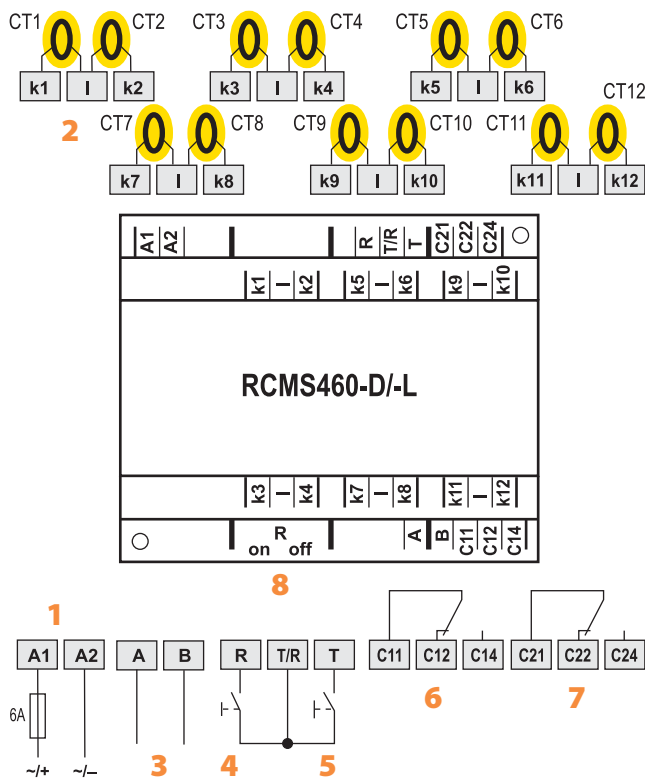 CT1 CT2 CT3 CT4 CT5 CT6
k1 I k2 k3 I k4 k5 I k6
2 CT7 CT8 CT9 CT10 CT11 CT12
k7 I k8 k9 I k10 k11 I k12
A1 A2 R T/R T C21 C22 C24
k1 I k2 k5 I k6 k9 I k10
RCMS460-D/-L
k3 I k4 k7 I k8 k11 I k12
R
on off A B C11 C12 C14
8
1
A1 A2 A B R T/R T C11 C12 C14 C21 C22 C24
6 7
6A
3 4 5
~/+ ~/–